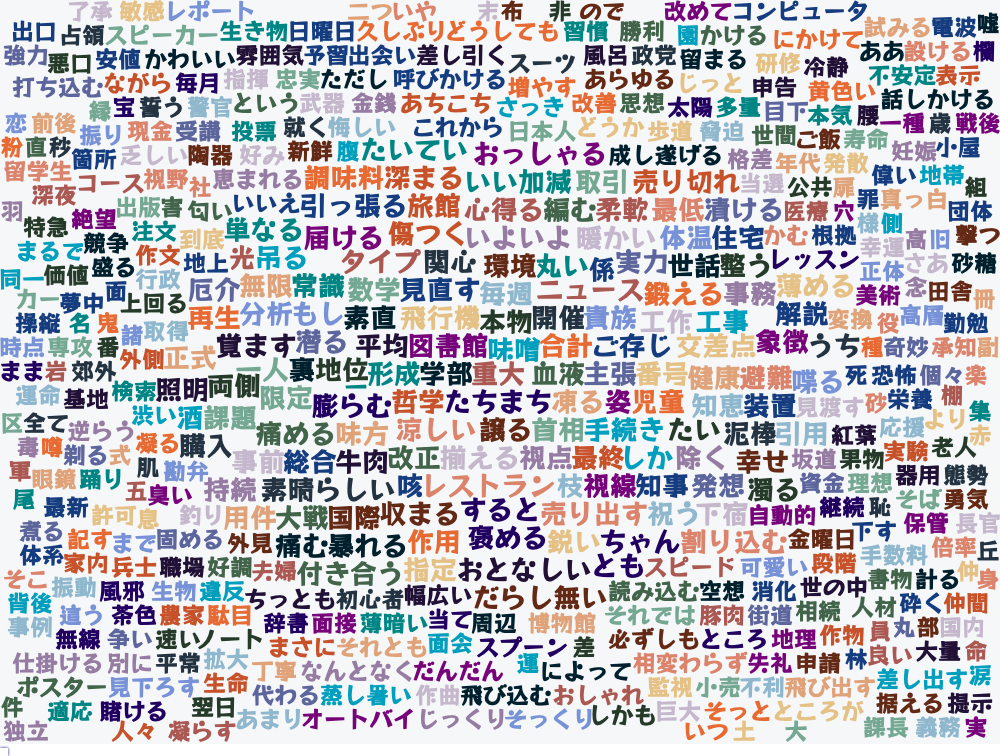 了承 敏感 レポート 二つ いや 末 布 非 ので 改めて コンピュータ
出口 占領 スピーカー 生き物 日曜日 久しぶり どうしても 習慣 勝利 園 かける にかけて 試みる 電波 嘘
強力 悪口 安値 かわいい 雰囲気 予習 出会い 差し引く スーツ 風呂 政党 留まる 研修 冷静 ああ 設ける 欄
打ち込む ながら 毎月 指揮 忠実 ただし 呼びかける 増やす あらゆる じっと 申告 黄色い 不安定 表示
縁 宝 誓う 警官 という 武器 金銭 あちこち さっき 改善 思想 太陽 多量 目下 本気 腰 話しかける
恋 前後 振り 現金 受講 投票 就く 悔しい これから 日本人 どうか 歩道 脅迫 世間 ご飯 寿命 一種 歳 戦後
粉 直 秒 箇所 乏しい 陶器 好み 新鮮 腹 たいてい おっしゃる 成し遂げる 格差 年代 発散 妊娠 小屋
留学生 深夜 コース 視野 社 恵まれる 調味料 深まる いい加減 取引 売り切れ 当選 公共 扉 偉い 地帯 組
羽 特急 絶望 出版 書 匂い いいえ 引っ張る 旅館 心得る 編む 柔軟 最低 漬ける 医療 穴 罪 真っ白 団体
まるで 競争 注文 到底 単なる 届ける 傷つく いよいよ 暖かい 体温 住宅 かむ 根拠 様 側 幸運 高 旧 撃つ
同一 価値 盛る 作文 地上 光 吊る タイプ 関心 環境 丸い 係 実力 世話 整う レッスン 正体 さあ 砂糖
カー 夢中 面 上回る 行政 厄介 無限 常識 数学 見直す 毎週 ニュース 鍛える 事務 薄める 美術 念 田舎 冊
操縦 名 鬼 諸 取得 再生 分析 もし 素直 飛行機 本物 開催 貴族 工作 工事 解説 変換 役 高層 勤勉
時点 専攻 番 外側 正式 覚ます 潜る 平均 図書館 味噌 合計 ご存じ 交差点 象徴 うち 種 奇妙 承知 副
まま 岩 郊外 検索 照明 両側 一人 裏 地位 形成 学部 重大 血液 主張 番号 健康 避難 喋る 死 恐怖 個々 楽
運命 基地 渋い 酒 課題 限定 膨らむ 哲学 たちまち 凍る 姿 児童 知恵 装置 見渡す 砂 栄養 棚 集
区 全て 逆らう 凝る 購入 痛める 味方 涼しい 譲る 首相 手続き たい 泥棒 引用 紅葉 応援 より 赤
毒 噂 剃る 式 肌 勘弁 事前 総合 牛肉 改正 揃える 視点 最終 しか 除く 幸せ 坂道 果物 実験 老人
軍 眼鏡 踊り 五 臭い 持続 素晴らしい 咳 レストラン 枝 視線 知事 発想 濁る 資金 理想 器用 態勢
尾 最新 許可 息 釣り 用件 大戦 国際 収まる すると 売り出す 祝う 下宿 自動的 継続 恥 そば 勇気
煮る 記す まで 固める 外見 痛む 暴れる 作用 褒める 鋭い ちゃん 割り込む 金曜日 下す 保管 長官
体系 家内 兵士 職場 好調 夫婦 付き合う 指定 おとなしい とも スピード 可愛い 段階 手数料 倍率 丘
そこ 振動 風邪 生物 違反 ちっとも 初心者 幅広い だらし無い 読み込む 空想 消化 世の中 書物 計る 仲 身
背後 追う 茶色 農家 駄目 辞書 面接 薄暗い 当て 周辺 博物館 それでは 豚肉 街道 相続 人材 砕く 仲間
事例 無線 争い 速い ノート まさに それとも 面会 スプーン 差 必ずしも ところ 地理 作物 員 丸 部 国内
仕掛ける 別に 平常 拡大 丁寧 なんとなく だんだん 運 によって 相変わらず 失礼 申請 林 良い 大量 命
ポスター 見下ろす 生命 代わる 蒸し暑い 作曲 飛び込む おしゃれ 監視 小売 不利 飛び出す 差し出す 涙
件 適応 賭ける 翌日 あまり オートバイ じっくり そっくり しかも 巨大 そっと ところが 据える 提示
独立 人々 凝らす いつ 土 大 課長 義務 実